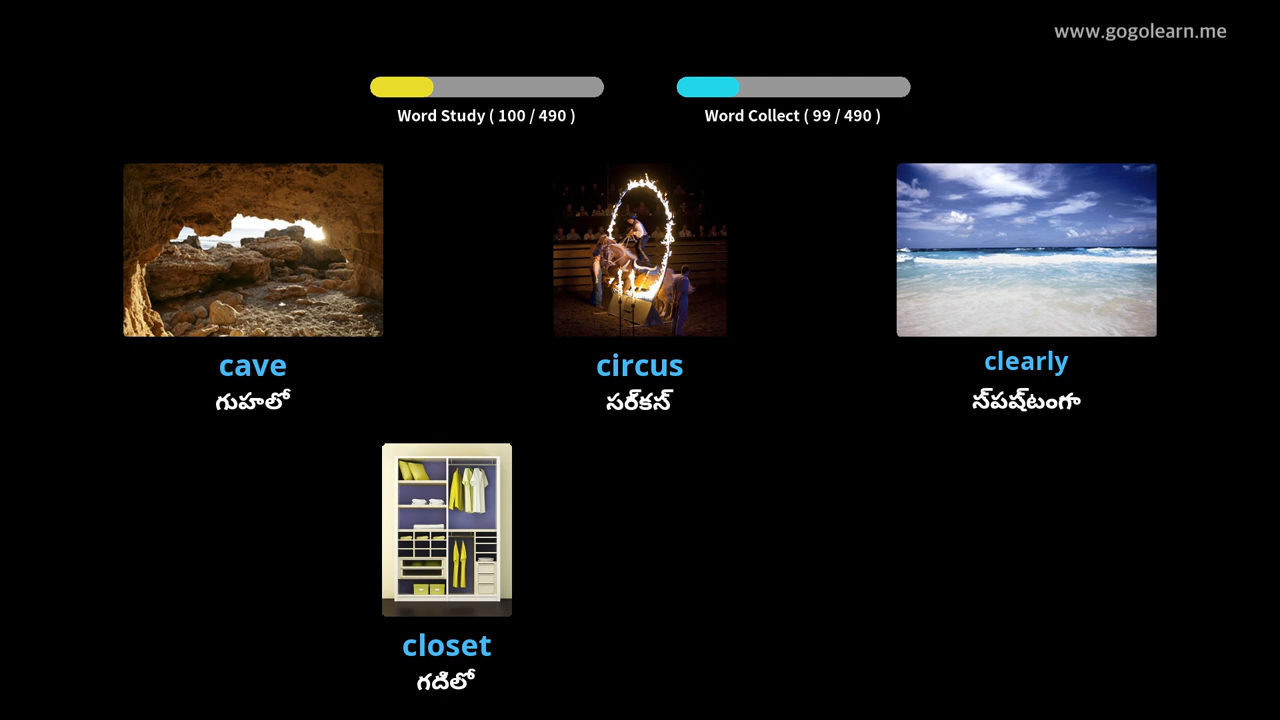 www.gogolearn.me
Word Study ( 100 / 490 )
Word Collect ( 99 / 490 )
cave
గుహలో
circus
సర్‌కస్
clearly
స్‌పష్‌టంగా
closet
గదిలో